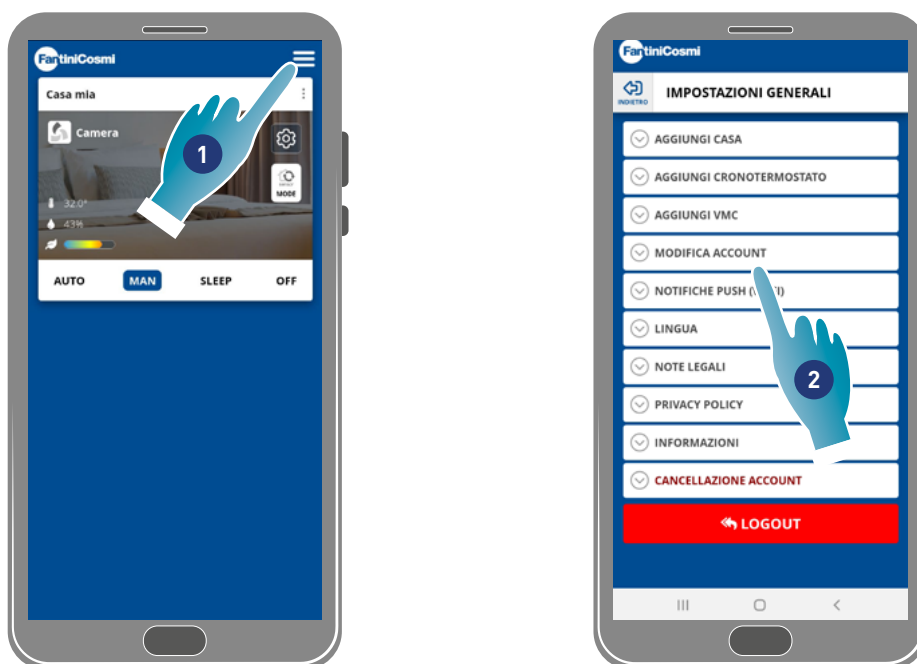 FantiniCosmi
Casa mia
Camera
1
MODE
32.0°
43%
AUTO MAN SLEEP OFF
FantiniCosmi
INDIETRO
IMPOSTAZIONI GENERALI
AGGIUNGI CASA
AGGIUNGI CRONOTERMOSTATO
AGGIUNGI VMC
MODIFICA ACCOUNT
NOTIFICHE PUSH
LINGUA
NOTE LEGALI
2
PRIVACY POLICY
INFORMAZIONI
CANCELLAZIONE ACCOUNT
LOGOUT